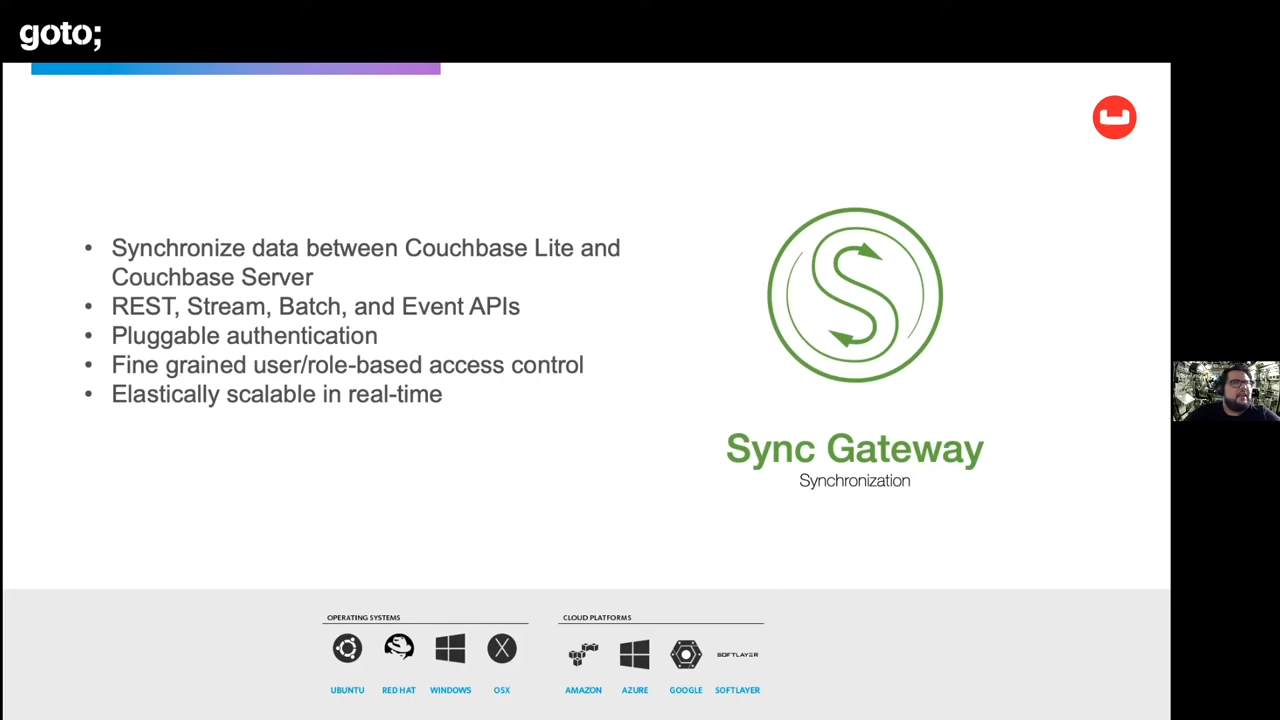 goto;
• Synchronize data between Couchbase Lite and
Couchbase Server
• REST, Stream, Batch, and Event APIs
• Pluggable authentication
• Fine grained user/role-based access control
• Elastically scalable in real-time
Sync Gateway
Synchronization
OPERATING SYSTEMS
UBUNTU
RED HAT
WINDOWS
OSX
CLOUD PLATFORMS
SOFTLAYER
AMAZON
AZURE
GOOGLE
SOFTLAYER